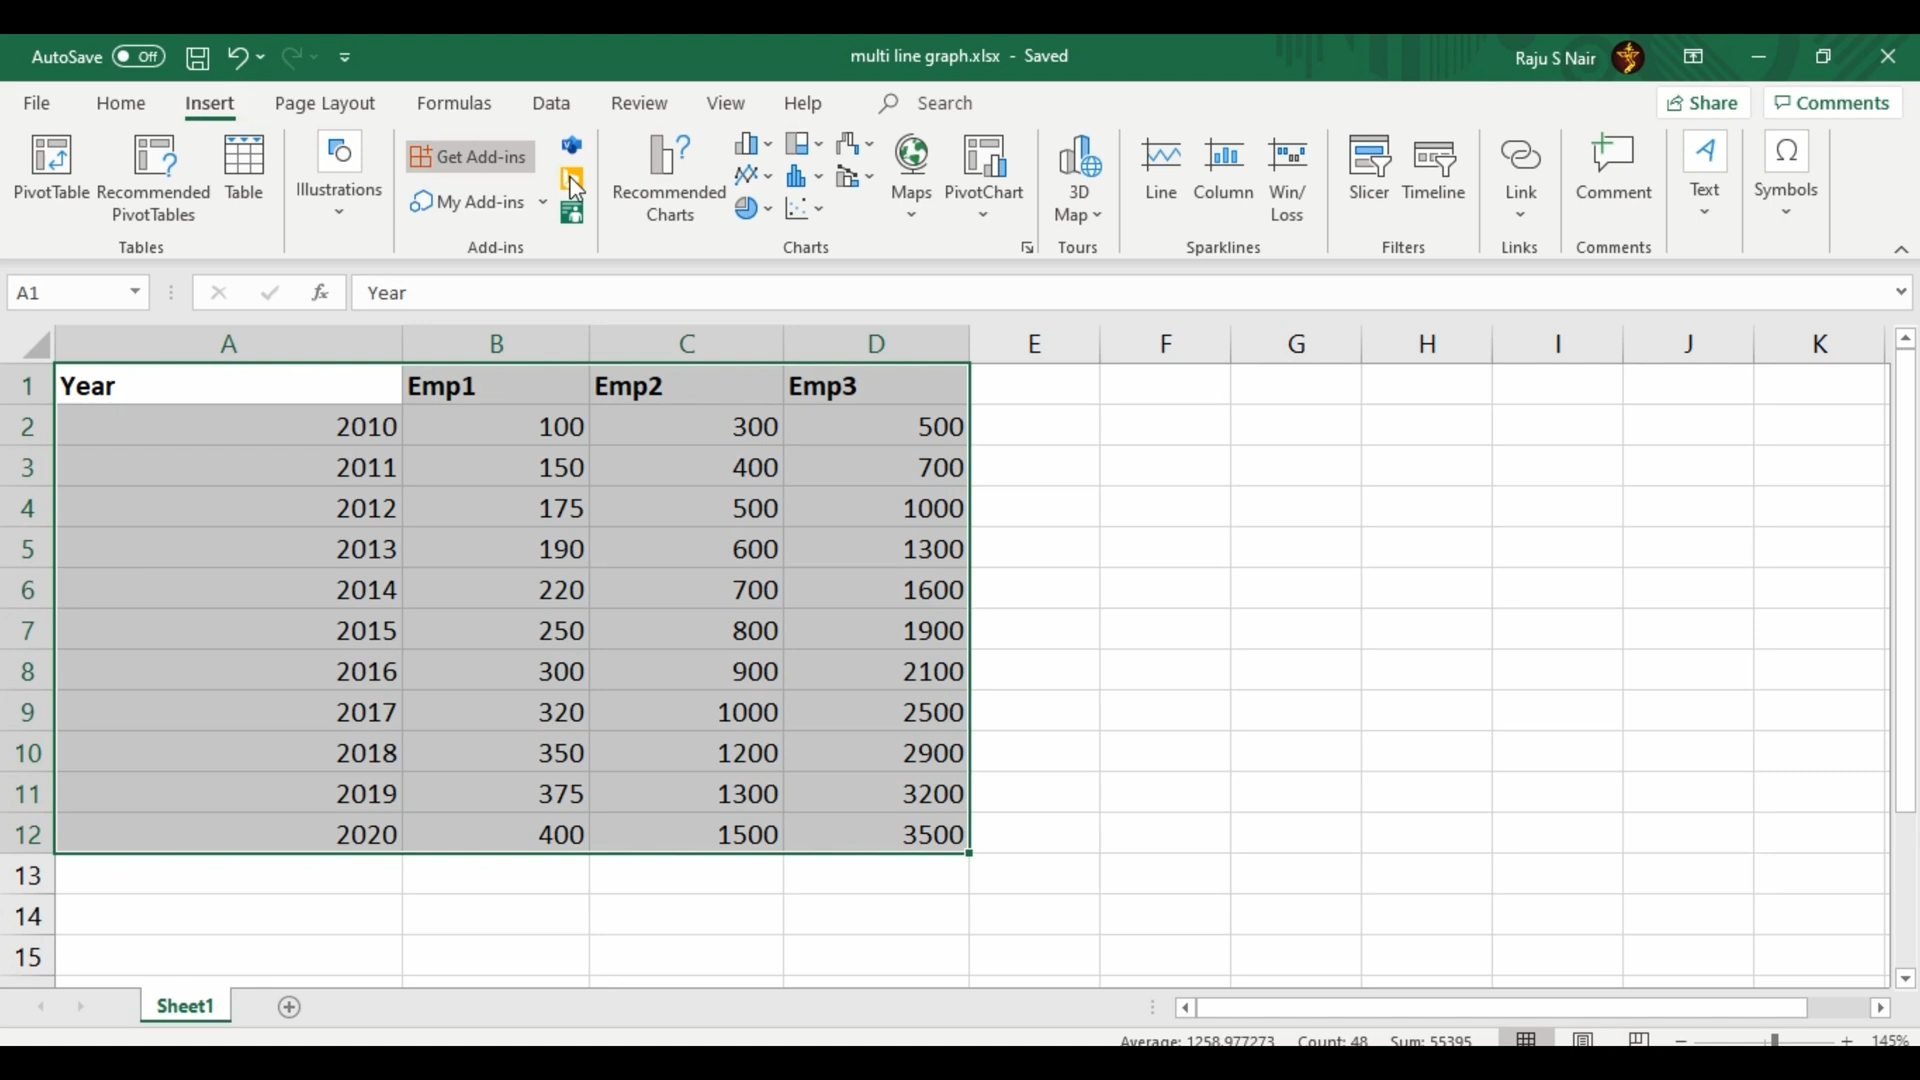 AutoSave Off
multi line graph.xlsx - Saved
Raju S Nair
File Home Insert Page Layout Formulas Data Review View Help Search Share Comments
PivotTable
Recommended PivotTables
Table
Tables
Illustrations
Get Add-ins
My Add-ins
Add-ins
Recommended Charts
Maps
PivotChart
Charts
3D Map
Tours
Line
Column
Win/Loss
Sparklines
Slicer
Timeline
Filters
Link
Links
Comment
Comments
Text
Symbols
A1 fx Year
A B C D E F G H I J K
1 Year Emp1 Emp2 Emp3
2 2010 100 300 500
3 2011 150 400 700
4 2012 175 500 1000
5 2013 190 600 1300
6 2014 220 700 1600
7 2015 250 800 1900
8 2016 300 900 2100
9 2017 320 1000 2500
10 2018 350 1200 2900
11 2019 375 1300 3200
12 2020 400 1500 3500
13
14
15
Sheet1
Average: 1258.977273 Count: 48 Sum: 55395 145%